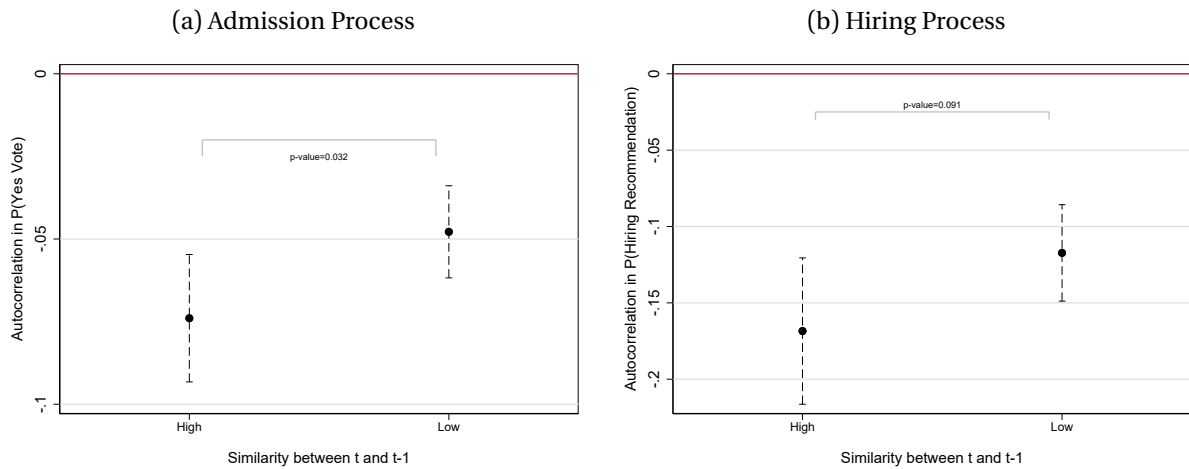 (a) Admission Process
Autocorrelation in P(Yes Vote)
0
-.05
-.1
p-value=0.032
High
Low
Similarity between t and t-1
(b) Hiring Process
Autocorrelation in P(Hiring Recommendation)
0
-.05
-.1
-.15
-.2
p-value=0.091
High
Low
Similarity between t and t-1